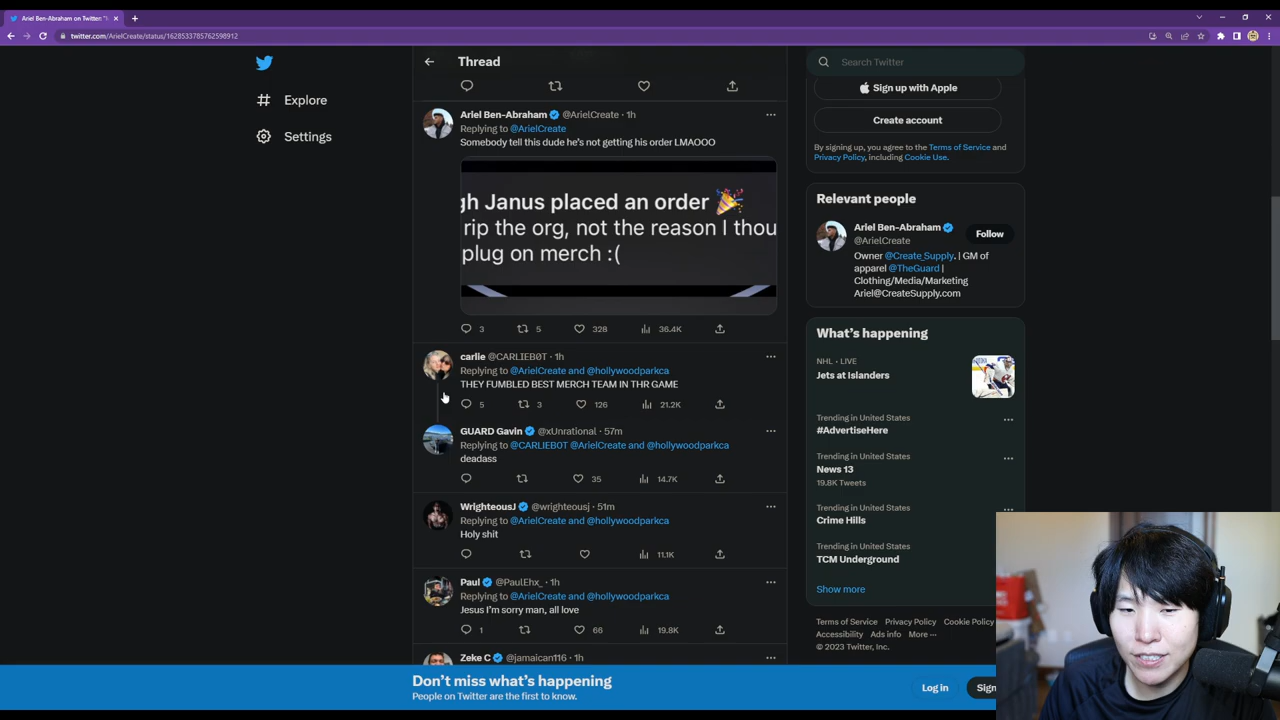 Ariel Ben-Abraham on Twitter: "
twitter.com/ArielCreate/status/1628533785762598912
Explore
Settings
Thread
Ariel Ben-Abraham @ArielCreate · 1h
Replying to @ArielCreate
Somebody tell this dude he's not getting his order LMAOOO
gh Janus placed an order 🎉
rip the org, not the reason I thou
plug on merch :(
3 5 328 36.4K
carlie @CARLIEB0T · 1h
Replying to @ArielCreate and @hollywoodparkca
THEY FUMBLED BEST MERCH TEAM IN THR GAME
5 3 126 21.2K
GUARD Gavin @xUnrational · 57m
Replying to @CARLIEB0T @ArielCreate and @hollywoodparkca
deadass
35 14.7K
WrighteousJ @wrighteousj · 51m
Replying to @ArielCreate and @hollywoodparkca
Holy shit
11.1K
Paul @PaulEhx_ · 1h
Replying to @ArielCreate and @hollywoodparkca
Jesus I'm sorry man, all love
1 66 19.8K
Zeke C @jamaican116 · 1h
Search Twitter
Sign up with Apple
Create account
By signing up, you agree to the Terms of Service and
Privacy Policy, including Cookie Use.
Relevant people
Ariel Ben-Abraham
@ArielCreate
Follow
Owner @Create_Supply. | GM of
apparel @TheGuard |
Clothing/Media/Marketing
Ariel@CreateSupply.com
What's happening
NHL · LIVE
Jets at Islanders
Trending in United States
#AdvertiseHere
Trending in United States
News 13
19.8K Tweets
Trending in United States
Crime Hills
Trending in United States
TCM Underground
Show more
Terms of Service Privacy Policy Cookie Policy
Accessibility Ads info More ···
© 2023 Twitter, Inc.
Don't miss what's happening
People on Twitter are the first to know.
Log in
Sign